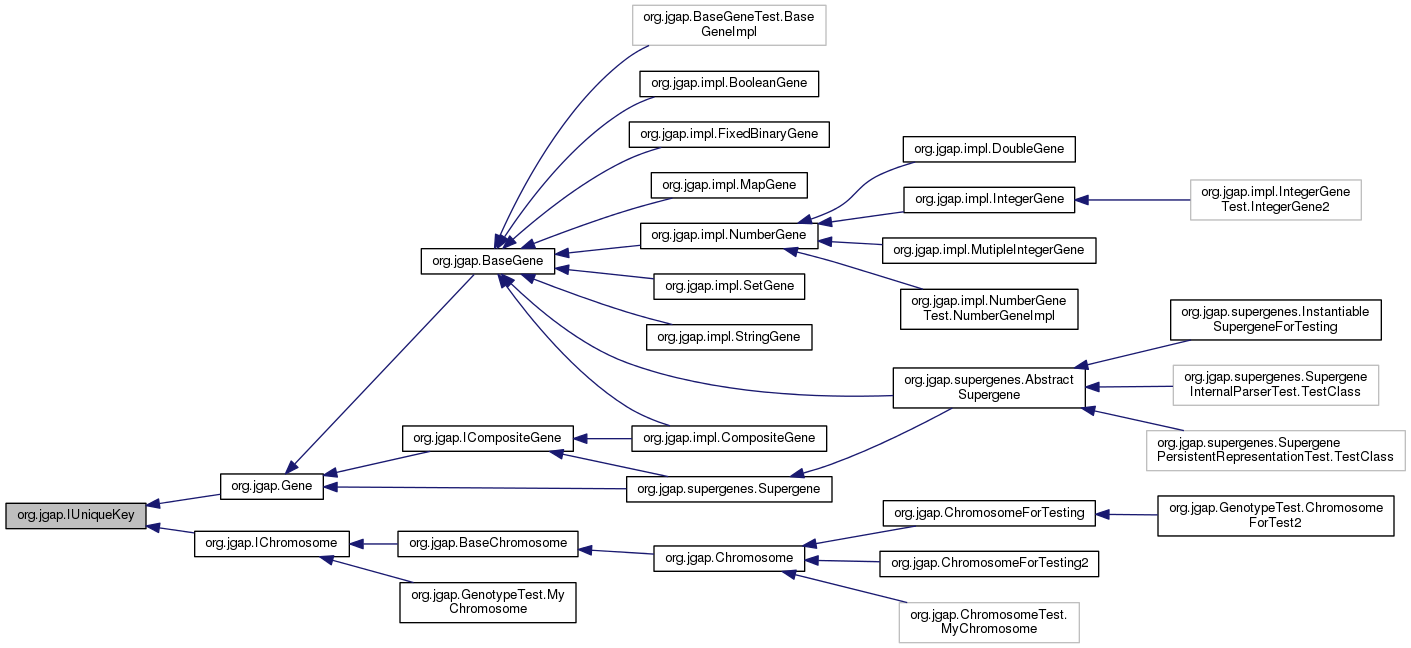 org.jgap.BaseGeneTest.Base
GeneImpl
org.jgap.impl.BooleanGene
org.jgap.impl.FixedBinaryGene
org.jgap.impl.DoubleGene
org.jgap.impl.MapGene
org.jgap.impl.IntegerGene
org.jgap.impl.IntegerGene
Test.IntegerGene2
org.jgap.impl.NumberGene
org.jgap.impl.MutipleIntegerGene
org.jgap.BaseGene
org.jgap.impl.SetGene
org.jgap.impl.NumberGene
Test.NumberGeneImpl
org.jgap.supergenes.Instantiable
SupergeneForTesting
org.jgap.impl.StringGene
org.jgap.supergenes.Abstract
Supergene
org.jgap.supergenes.Supergene
InternalParserTest.TestClass
org.jgap.ICompositeGene
org.jgap.impl.CompositeGene
org.jgap.supergenes.Supergene
PersistentRepresentationTest.TestClass
org.jgap.Gene
org.jgap.supergenes.Supergene
org.jgap.IUniqueKey
org.jgap.ChromosomeForTesting
org.jgap.GenotypeTest.Chromosome
ForTest2
org.jgap.IChromosome
org.jgap.BaseChromosome
org.jgap.Chromosome
org.jgap.ChromosomeForTesting2
org.jgap.GenotypeTest.My
Chromosome
org.jgap.ChromosomeTest.
MyChromosome